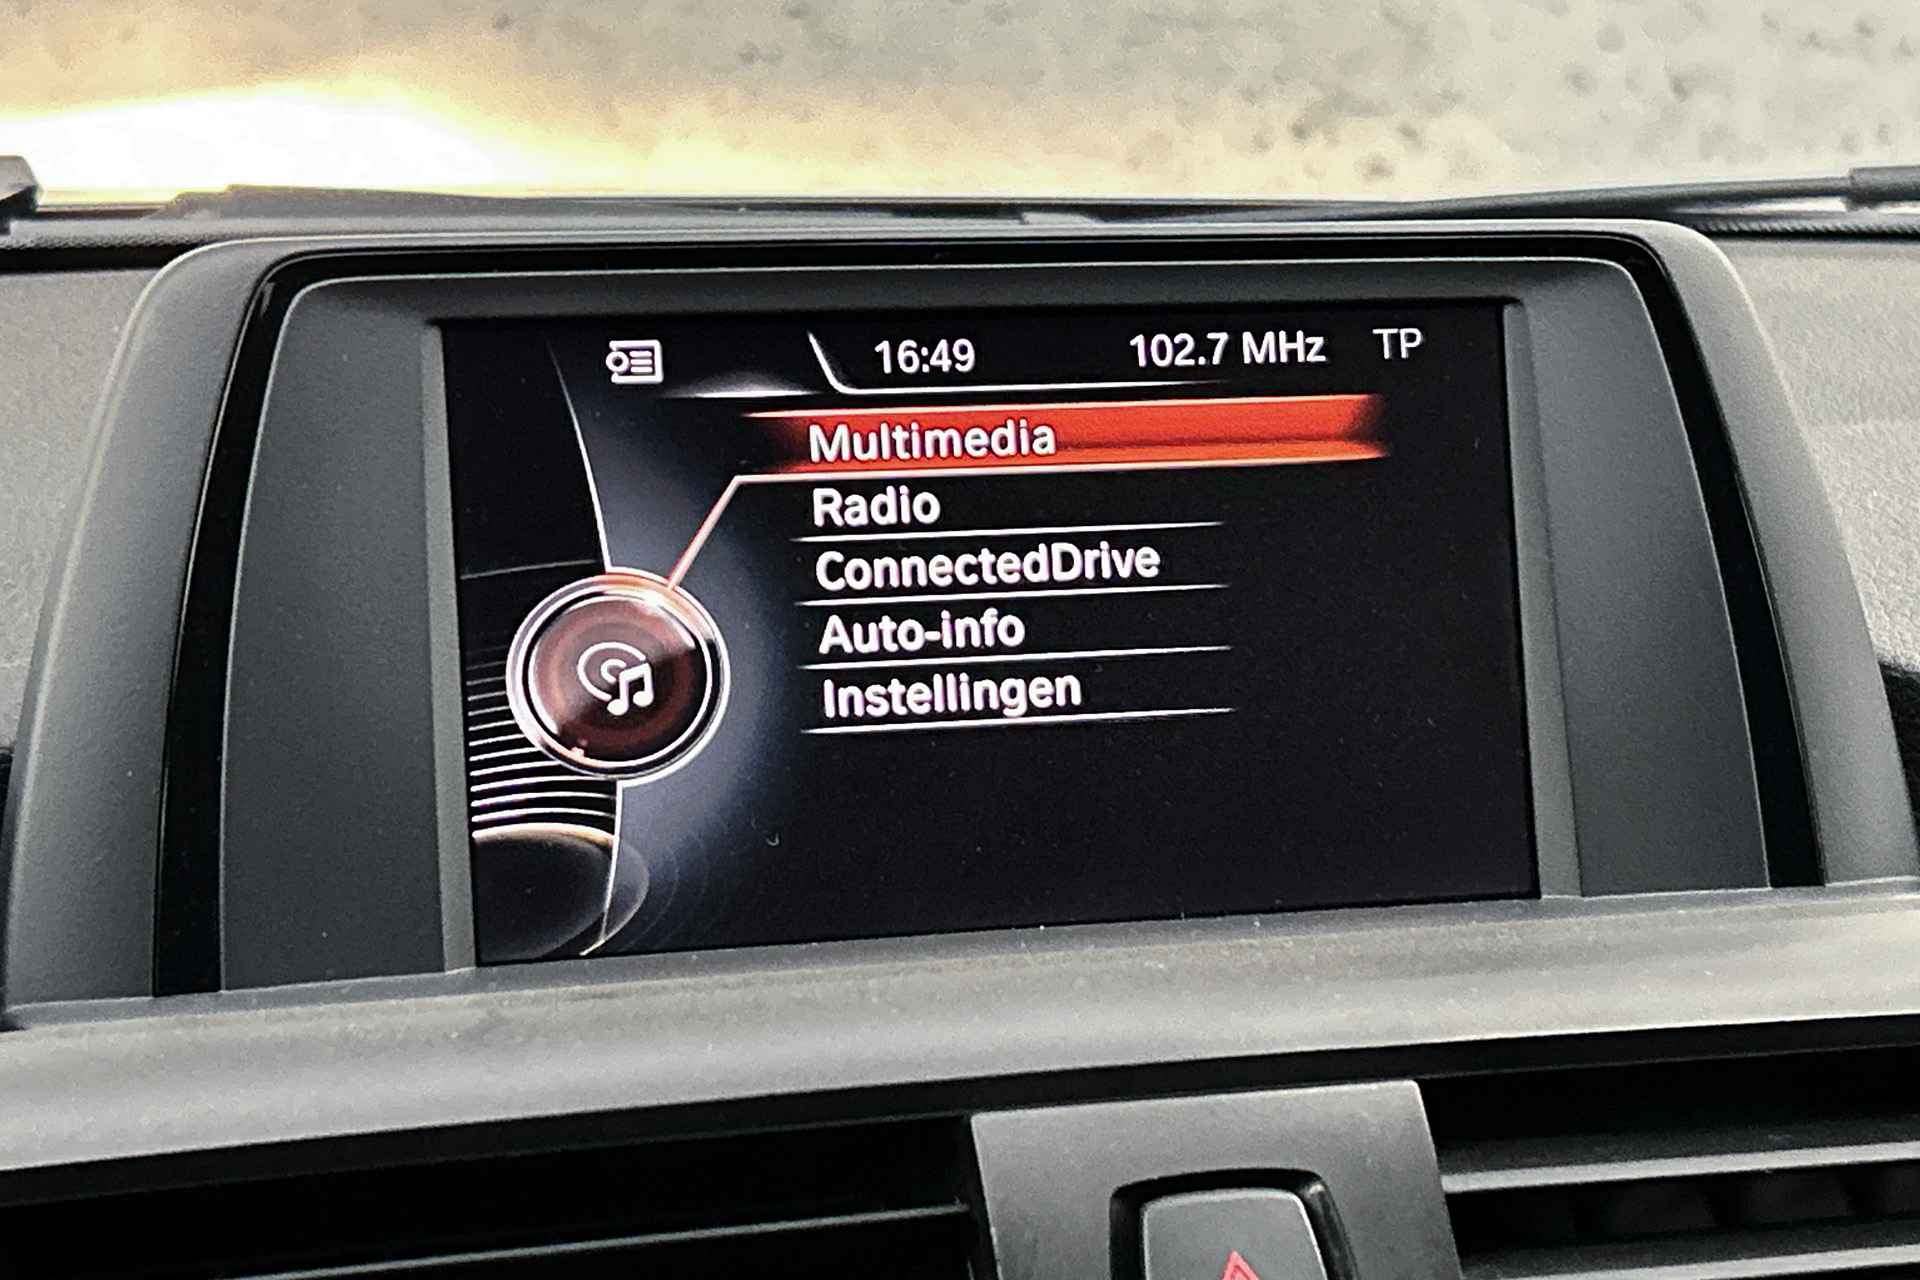 16:49 102.7 MHz TP
Multimedia
Radio
ConnectedDrive
Auto-info
Instellingen